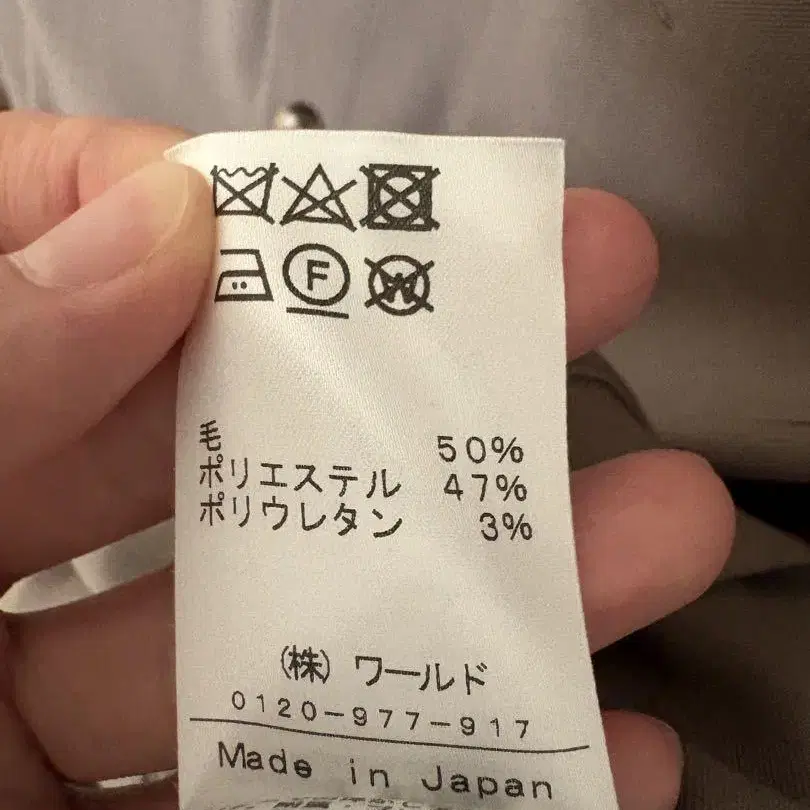 F W
毛 50%
ポリエステル 47%
ポリウレタン 3%
(株) ワールド
0120-977-917
Made in Japan